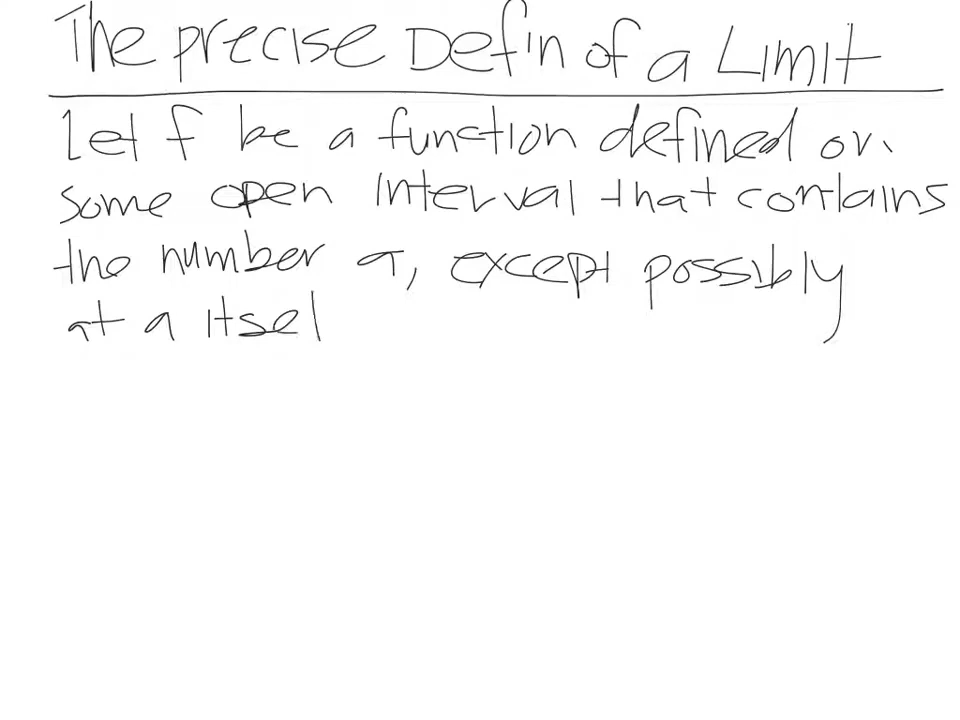 The precise Defin of a Limit
Let f be a function defined on
some open interval that contains
the number a, except possibly
at a itsel